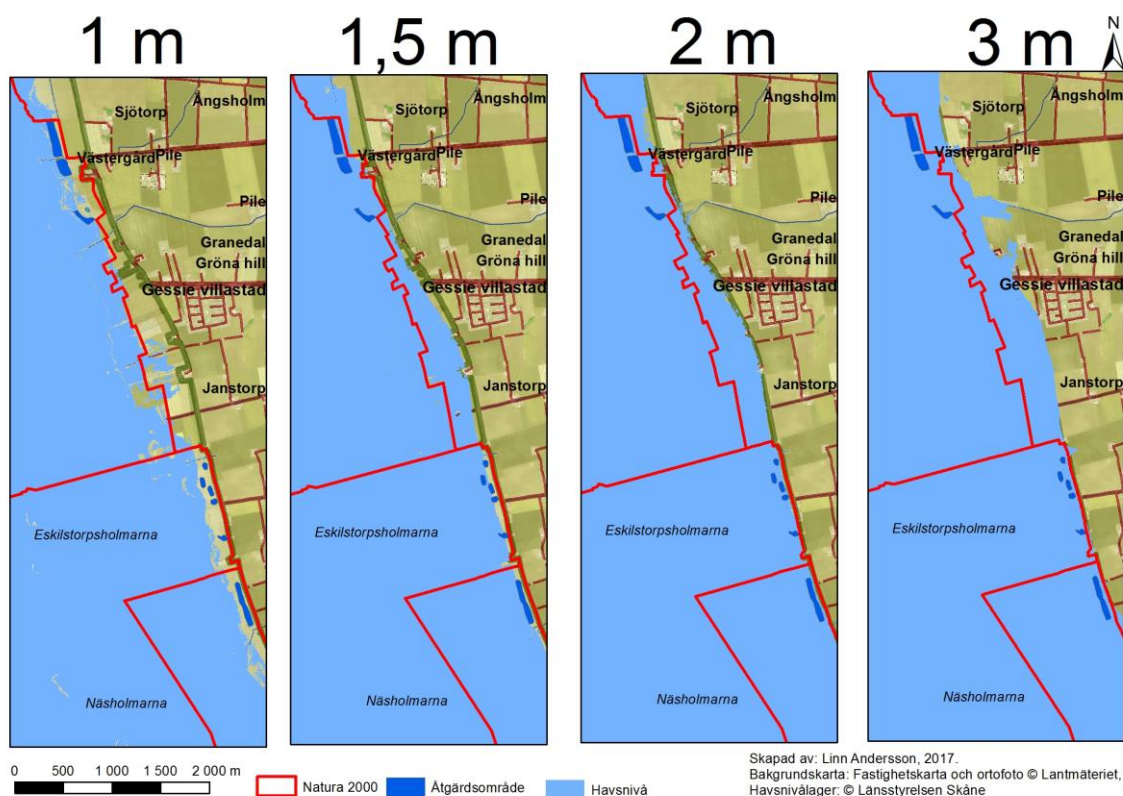 1 m
1,5 m
2 m
3 m
N
Sjötorp
Ängsholm
Västergård
Pile
Pile
Granedal
Gröna hill
Gessie villastad
Janstorp
Eskilstorpsholmarna
Näsholmarna
Sjötorp
Ängsholm
Västergård
Pile
Pile
Granedal
Gröna hill
Gessie villastad
Janstorp
Eskilstorpsholmarna
Näsholmarna
Sjötorp
Ängsholm
Västergård
Pile
Pile
Granedal
Gröna hill
Gessie villastad
Janstorp
Eskilstorpsholmarna
Näsholmarna
Sjötorp
Ängsholm
Västergård
Pile
Pile
Granedal
Gröna hill
Gessie villastad
Janstorp
Eskilstorpsholmarna
Näsholmarna
0 500 1 000 1 500 2 000 m
Natura 2000
Åtgärdsområde
Havsnivå
Skapad av: Linn Andersson, 2017.
Bakgrundskarta: Fastighetskarta och ortofoto © Lantmäteriet,
Havsnivålager: © Länsstyrelsen Skåne